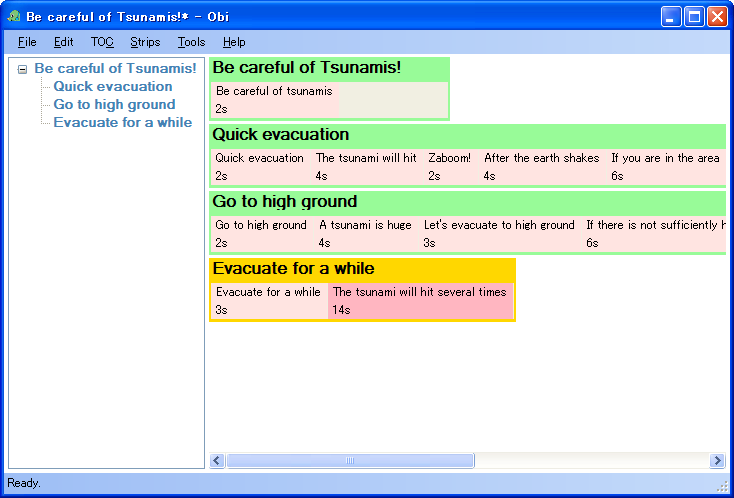 Be careful of Tsunamis!* - Obi
File Edit TOC Strips Tools Help
Be careful of Tsunamis!
Quick evacuation
Go to high ground
Evacuate for a while
Be careful of Tsunamis!
Be careful of tsunamis
2s
Quick evacuation
Quick evacuation The tsunami will hit Zaboom! After the earth shakes If you are in the area
2s 4s 2s 4s 6s
Go to high ground
Go to high ground A tsunami is huge Let's evacuate to high ground If there is not sufficiently h
2s 4s 3s 6s
Evacuate for a while
Evacuate for a while The tsunami will hit several times
3s 14s
Ready.